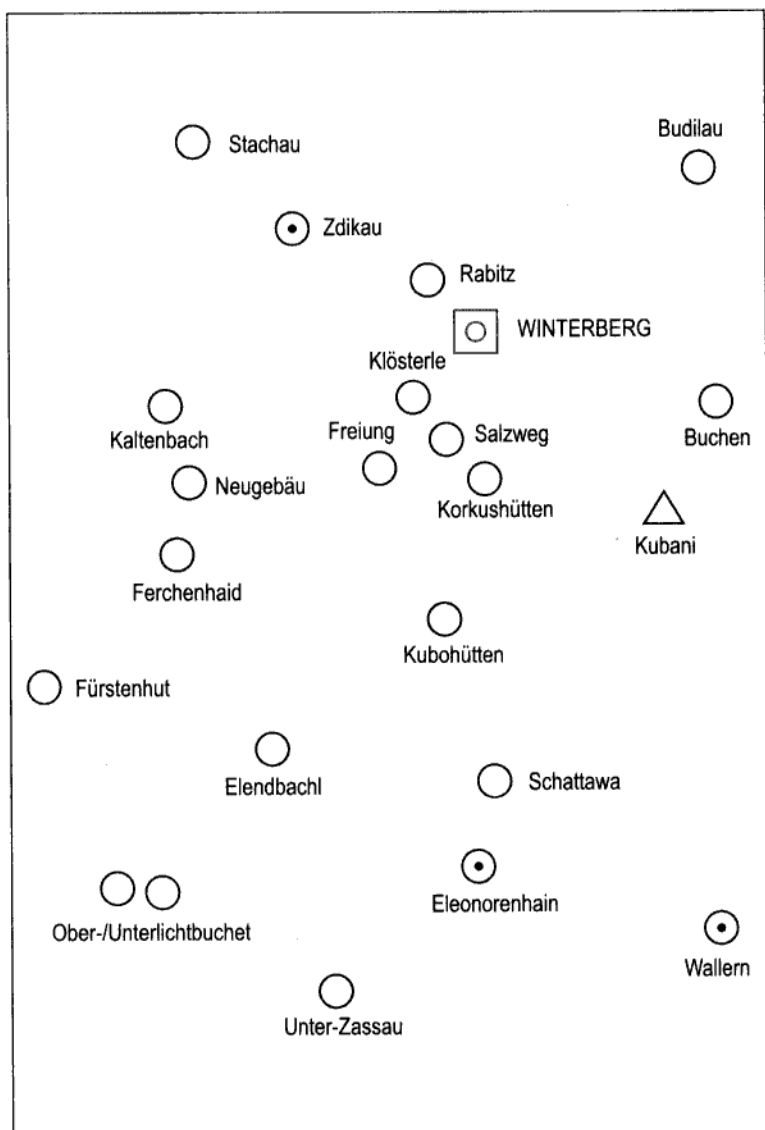 Stachau
Budilau
Zdikau
Rabitz
WINTERBERG
Klösterle
Kaltenbach
Freiung
Salzweg
Buchen
Neugebäu
Korkushütten
Kubani
Ferchenhaid
Kubohütten
Fürstenhut
Elendbachl
Schattawa
Ober-/Unterlichtbuchet
Eleonorenhain
Wallern
Unter-Zassau